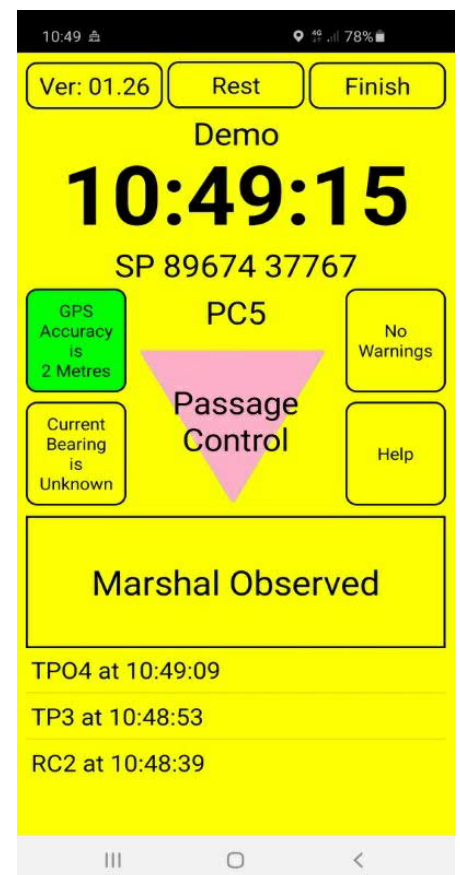 10:49 4G 78%
Ver: 01.26 Rest Finish
Demo
10:49:15
SP 89674 37767
GPS
Accuracy
is
2 Metres
PC5
No
Warnings
Passage
Control
Current
Bearing
is
Unknown
Help
Marshal Observed
TPO4 at 10:49:09
TP3 at 10:48:53
RC2 at 10:48:39